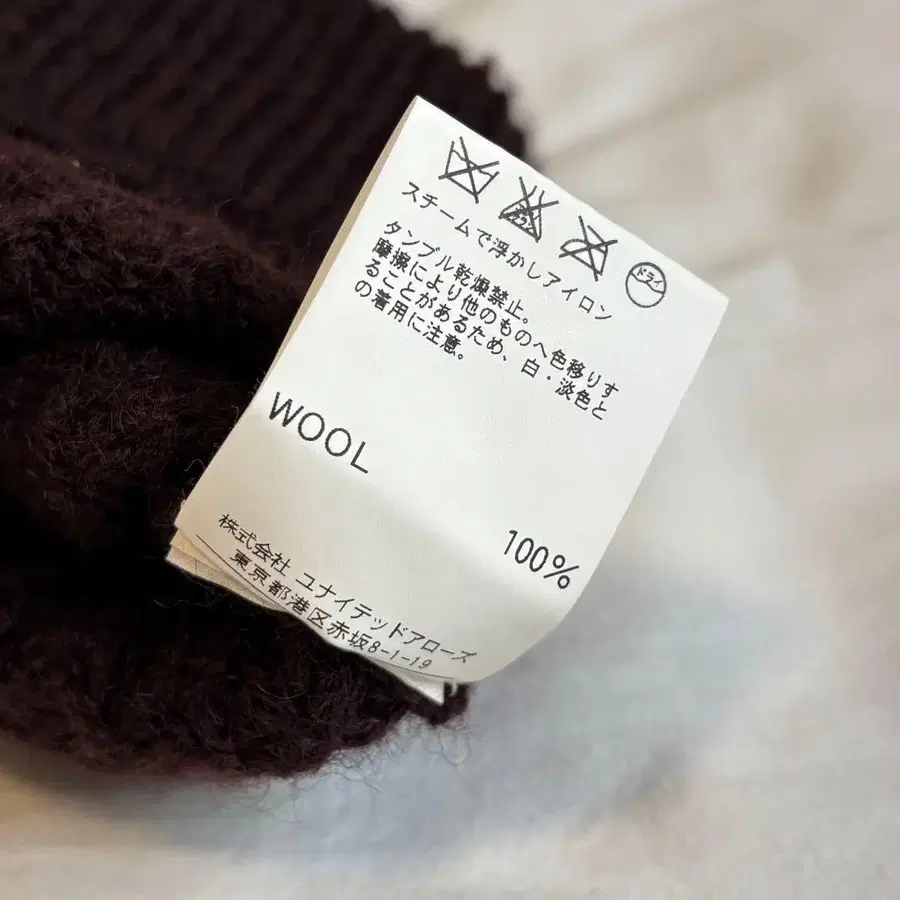 ドライ
スチームで浮かしアイロン
タンブル乾燥禁止。
摩擦により他のものへ色移りす
ることがあるため、白・淡色と
の着用に注意。
WOOL
100%
株式会社 ユナイテッドアローズ
東京都港区赤坂8-1-19